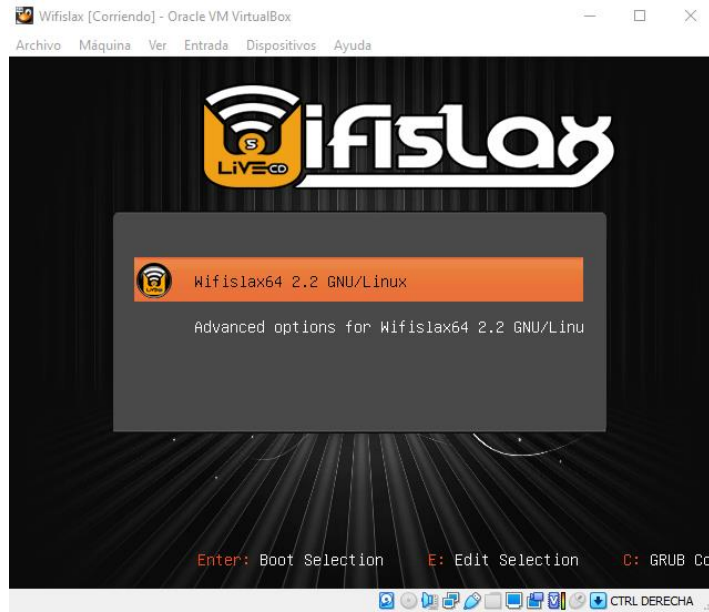 Wifislax [Corriendo] - Oracle VM VirtualBox
Archivo Máquina Ver Entrada Dispositivos Ayuda
Wifislax
S
LiVE CD
Wifislax64 2.2 GNU/Linux
Advanced options for Wifislax64 2.2 GNU/Linu
Enter: Boot Selection E: Edit Selection C: GRUB Co
CTRL DERECHA